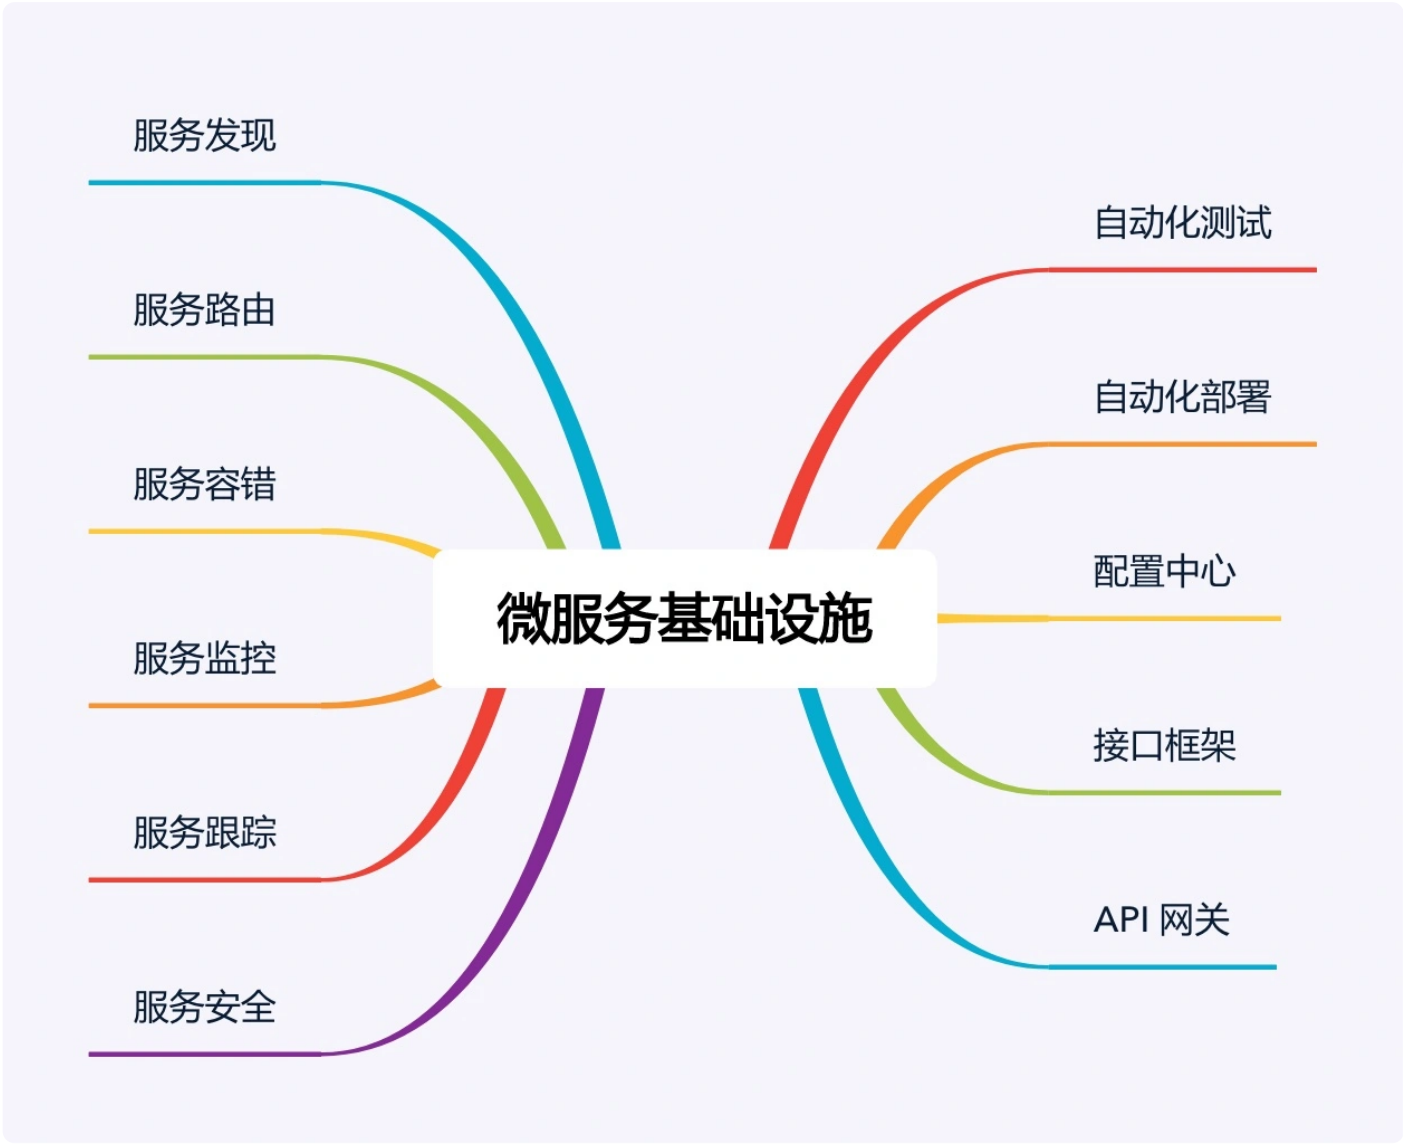 服务发现
服务路由
服务容错
服务监控
服务跟踪
服务安全
微服务基础设施
自动化测试
自动化部署
配置中心
接口框架
API 网关